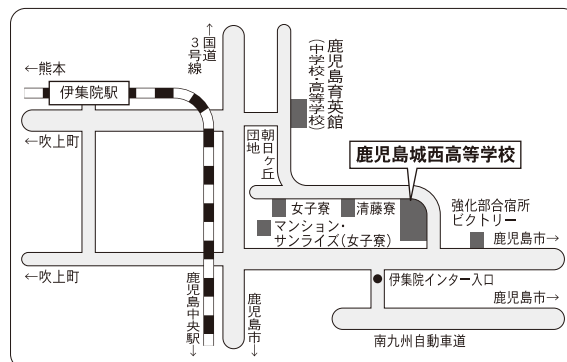 ↑国道
3号線
←熊本
伊集院駅
鹿児島育英館
(中学校・高等学校)
←吹上町
朝日ヶ丘
団地
鹿児島城西高等学校
女子寮
清藤寮
強化部合宿所
ビクトリー
マンション・
サンライズ(女子寮)
鹿児島市→
←吹上町
伊集院インター入口
鹿児島市→
鹿児島中央駅→
鹿児島市→
南九州自動車道